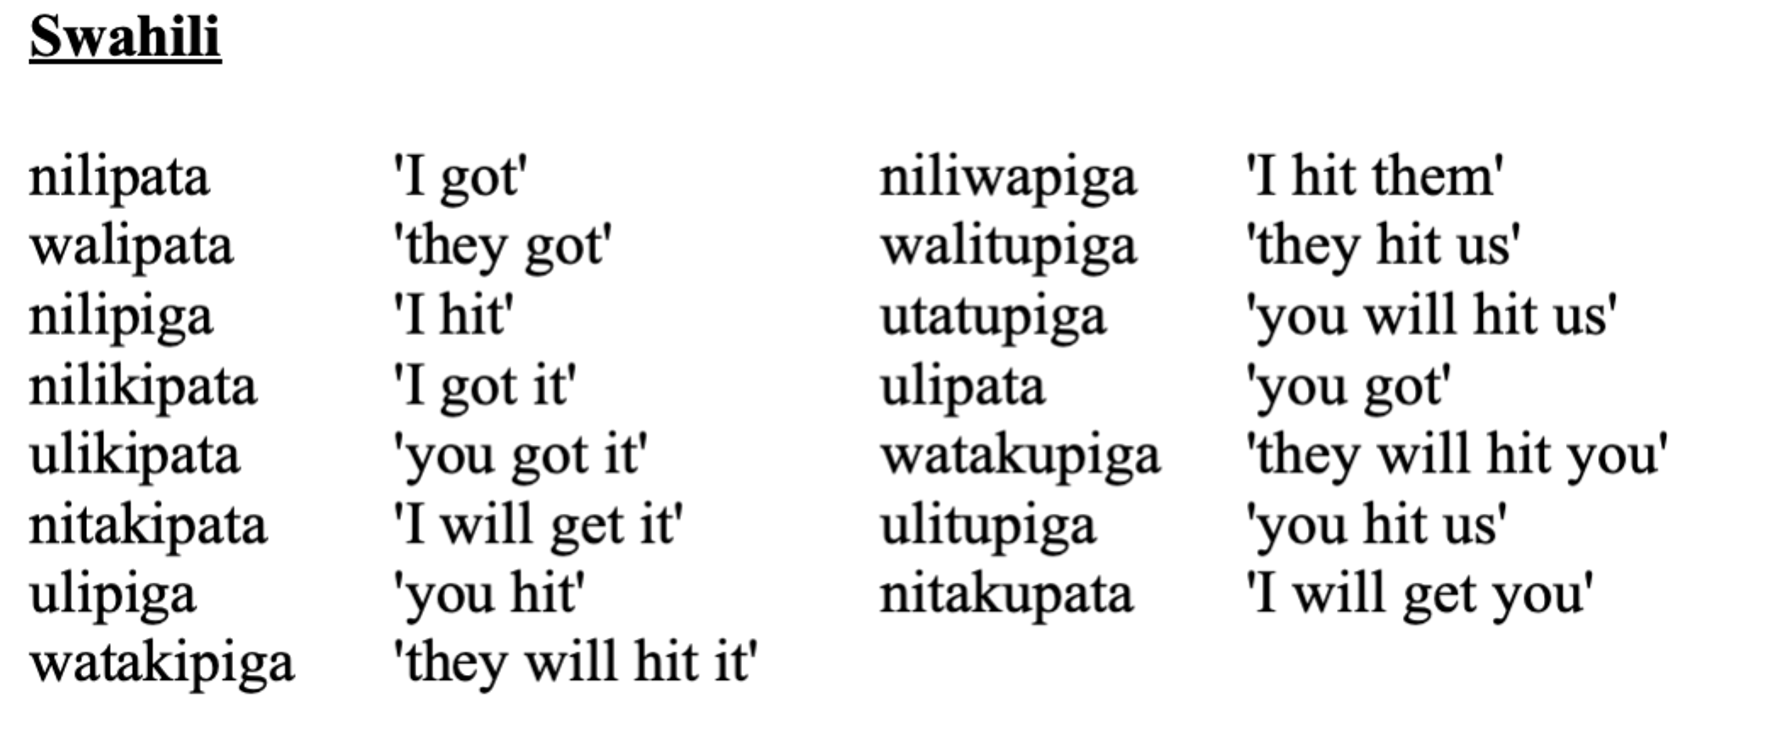 Swahili
nilipata 'I got' niliwapiga 'I hit them'
walipata 'they got' walitupiga 'they hit us'
nilipiga 'I hit' utatupiga 'you will hit us'
nilikipata 'I got it' ulipata 'you got'
ulikipata 'you got it' watakupiga 'they will hit you'
nitakipata 'I will get it' ulitupiga 'you hit us'
ulipiga 'you hit' nitakupata 'I will get you'
watakipiga 'they will hit it'